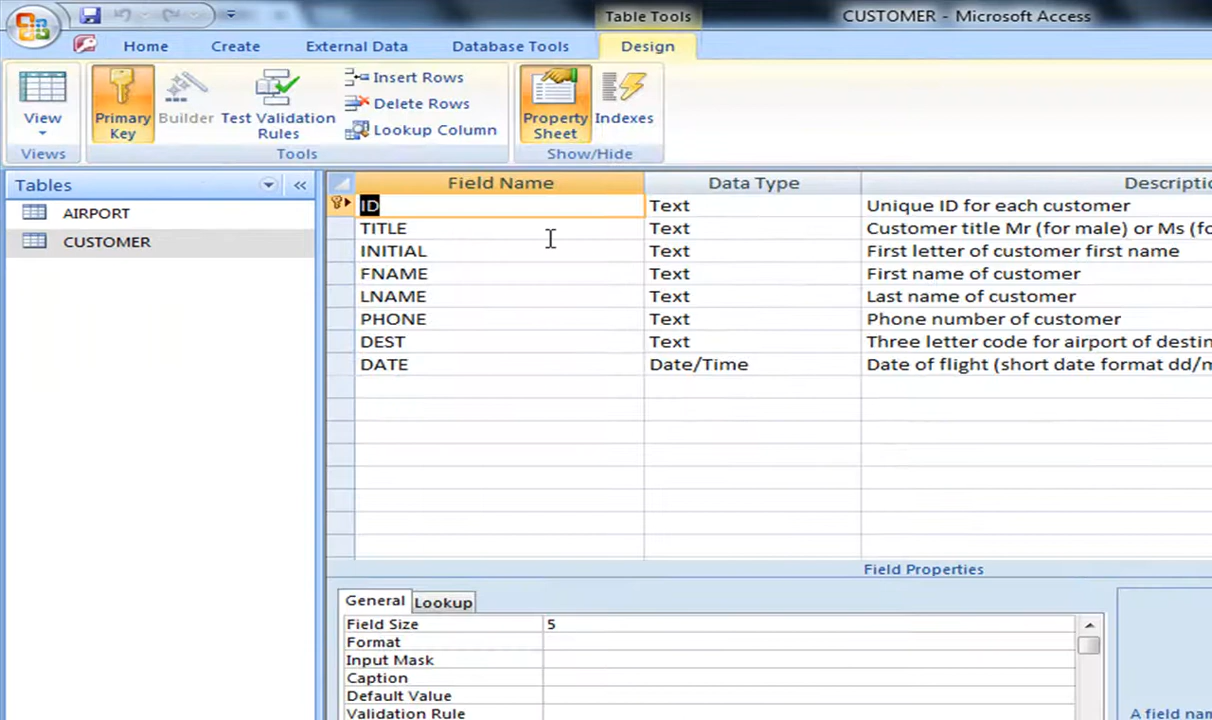 Table Tools
CUSTOMER - Microsoft Access
Home
Create
External Data
Database Tools
Design
View
Primary Key
Builder
Test Validation Rules
Insert Rows
Delete Rows
Lookup Column
Property Sheet
Indexes
Views
Tools
Show/Hide
Tables
AIRPORT
CUSTOMER
Field Name Data Type Descriptio
ID Text Unique ID for each customer
TITLE Text Customer title Mr (for male) or Ms (fo
INITIAL Text First letter of customer first name
FNAME Text First name of customer
LNAME Text Last name of customer
PHONE Text Phone number of customer
DEST Text Three letter code for airport of destin
DATE Date/Time Date of flight (short date format dd/m
Field Properties
General Lookup
Field Size 5
Format
Input Mask
Caption
Default Value
Validation Rule
A field nam